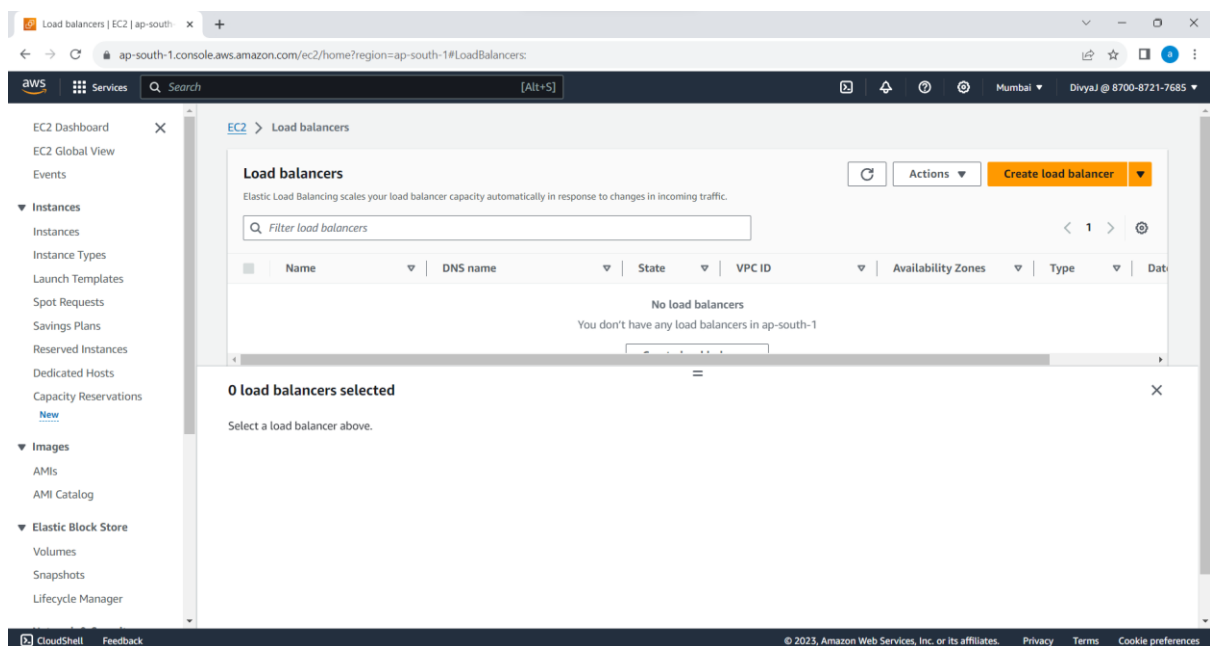 Load balancers | EC2 | ap-south-
ap-south-1.console.aws.amazon.com/ec2/home?region=ap-south-1#LoadBalancers:
a
aws Services Search [Alt+S] Mumbai DivyaJ @ 8700-8721-7685
EC2 Dashboard
EC2 Global View
Events
Instances
Instances
Instance Types
Launch Templates
Spot Requests
Savings Plans
Reserved Instances
Dedicated Hosts
Capacity Reservations
New
Images
AMIs
AMI Catalog
Elastic Block Store
Volumes
Snapshots
Lifecycle Manager
EC2 > Load balancers
Load balancers
Actions Create load balancer
Elastic Load Balancing scales your load balancer capacity automatically in response to changes in incoming traffic.
Filter load balancers
1
Name DNS name State VPC ID Availability Zones Type Dat
No load balancers
You don't have any load balancers in ap-south-1
0 load balancers selected
Select a load balancer above.
CloudShell Feedback © 2023, Amazon Web Services, Inc. or its affiliates. Privacy Terms Cookie preferences